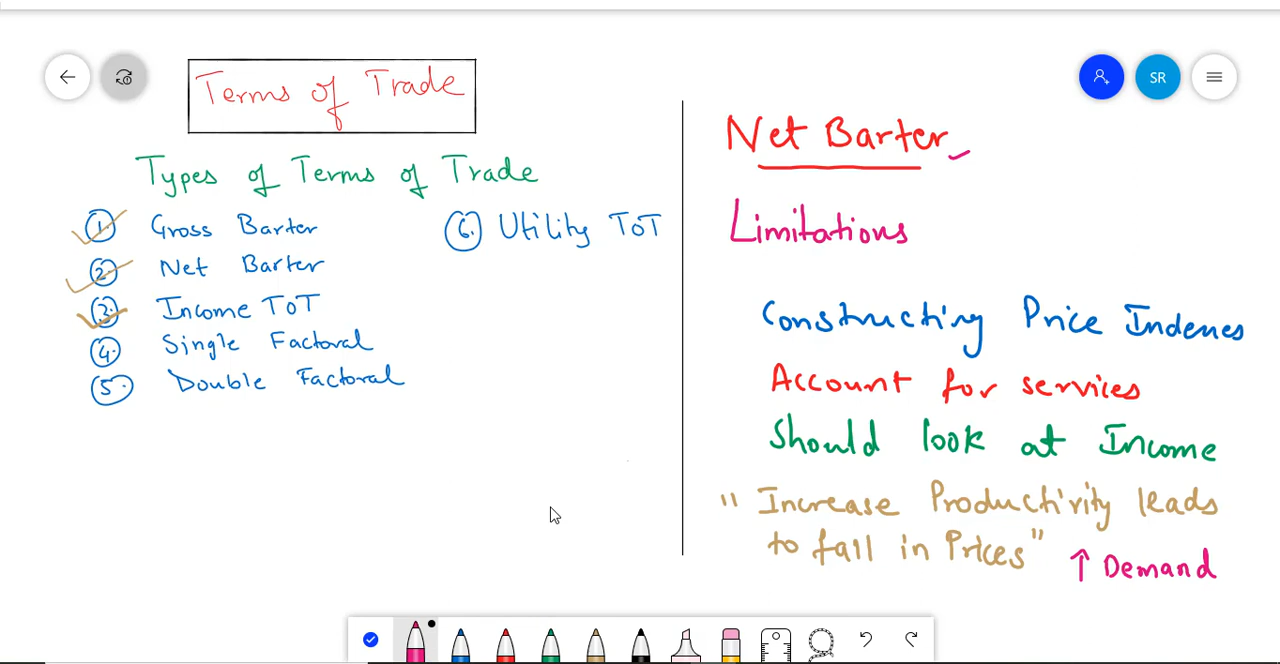 Terms of Trade
Types of Terms of Trade
1. Gross Barter
2. Net Barter
3. Income ToT
4. Single Factoral
5. Double Factoral
6. Utility ToT
Net Barter
Limitations
Constructing Price Indexes
Account for services
Should look at Income
"Increase Productivity leads
to fall in Prices"
↑ Demand
SR